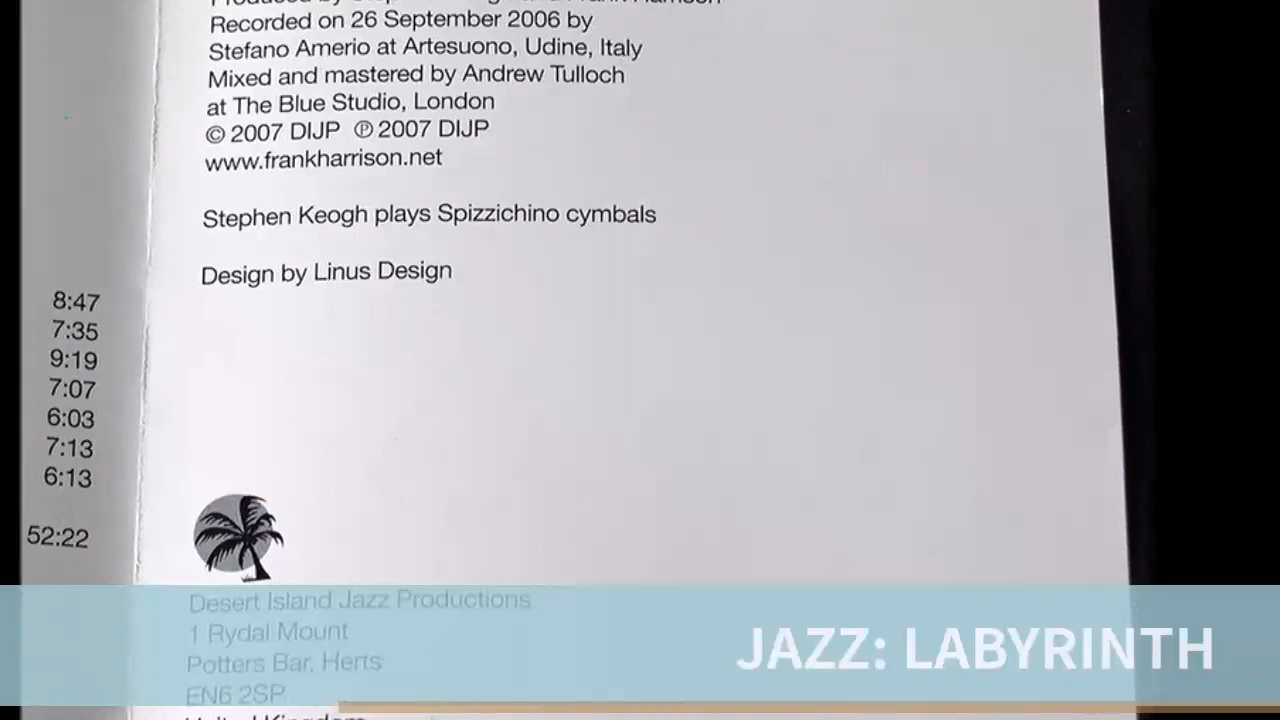 Recorded on 26 September 2006 by
Stefano Amerio at Artesuono, Udine, Italy
Mixed and mastered by Andrew Tulloch
at The Blue Studio, London
© 2007 DIJP ℗ 2007 DIJP
www.frankharrison.net
Stephen Keogh plays Spizzichino cymbals
Design by Linus Design
8:47
7:35
9:19
7:07
6:03
7:13
6:13
52:22
Desert Island Jazz Productions
1 Rydal Mount
Potters Bar, Herts
EN6 2SP
United Kingdom
JAZZ: LABYRINTH